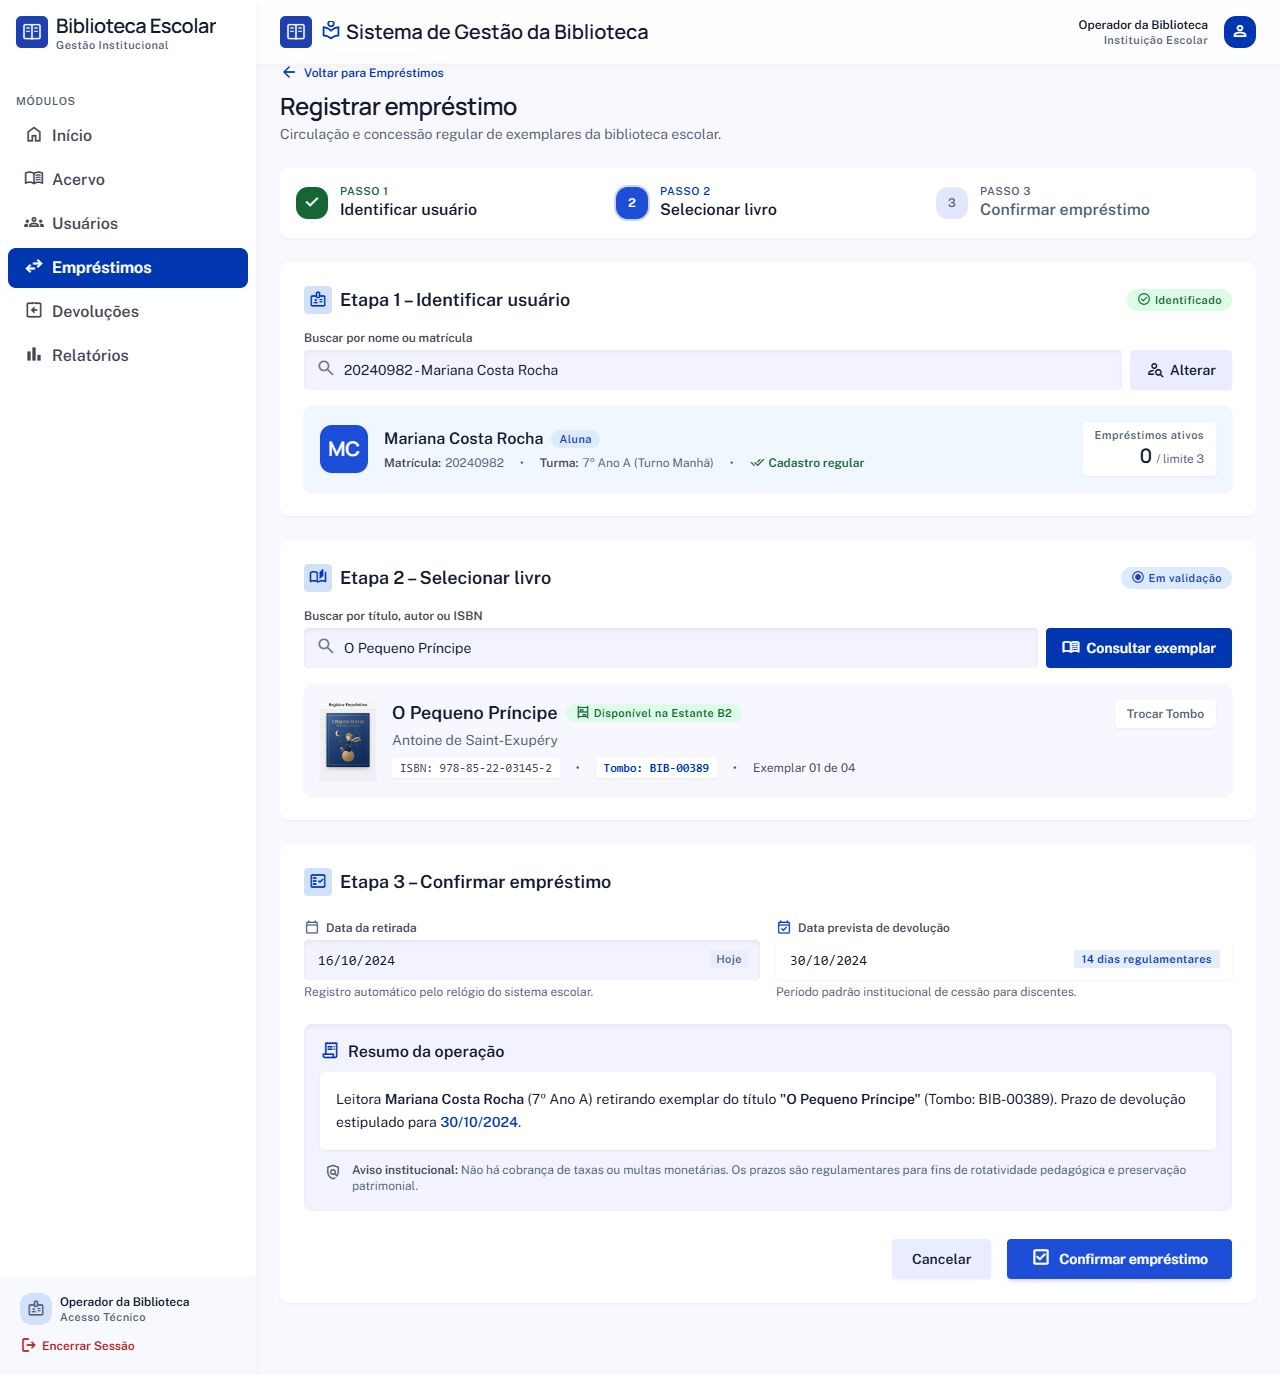 Biblioteca Escolar
Gestão Institucional
MÓDULOS
Início
Acervo
Usuários
Empréstimos
Devoluções
Relatórios
Operador da Biblioteca
Acesso Técnico
Encerrar Sessão
Sistema de Gestão da Biblioteca
Operador da Biblioteca
Instituição Escolar
Voltar para Empréstimos
Registrar empréstimo
Circulação e concessão regular de exemplares da biblioteca escolar.
PASSO 1
Identificar usuário
2
PASSO 2
Selecionar livro
3
PASSO 3
Confirmar empréstimo
Etapa 1 – Identificar usuário
Identificado
Buscar por nome ou matrícula
20240982 - Mariana Costa Rocha
Alterar
MC
Mariana Costa Rocha Aluna
Matrícula: 20240982 • Turma: 7º Ano A (Turno Manhã) • Cadastro regular
Empréstimos ativos
0 / limite 3
Etapa 2 – Selecionar livro
Em validação
Buscar por título, autor ou ISBN
O Pequeno Príncipe
Consultar exemplar
Registrar Empréstimo
O Pequeno Príncipe Disponível na Estante B2
Trocar Tombo
Antoine de Saint-Exupéry
ISBN: 978-85-22-03145-2 • Tombo: BIB-00389 • Exemplar 01 de 04
Etapa 3 – Confirmar empréstimo
Data da retirada
16/10/2024 Hoje
Registro automático pelo relógio do sistema escolar.
Data prevista de devolução
30/10/2024 14 dias regulamentares
Período padrão institucional de cessão para discentes.
Resumo da operação
Leitora Mariana Costa Rocha (7º Ano A) retirando exemplar do título "O Pequeno Príncipe" (Tombo: BIB-00389). Prazo de devolução
estipulado para 30/10/2024.
Aviso institucional: Não há cobrança de taxas ou multas monetárias. Os prazos são regulamentares para fins de rotatividade pedagógica e preservação
patrimonial.
Cancelar
Confirmar empréstimo